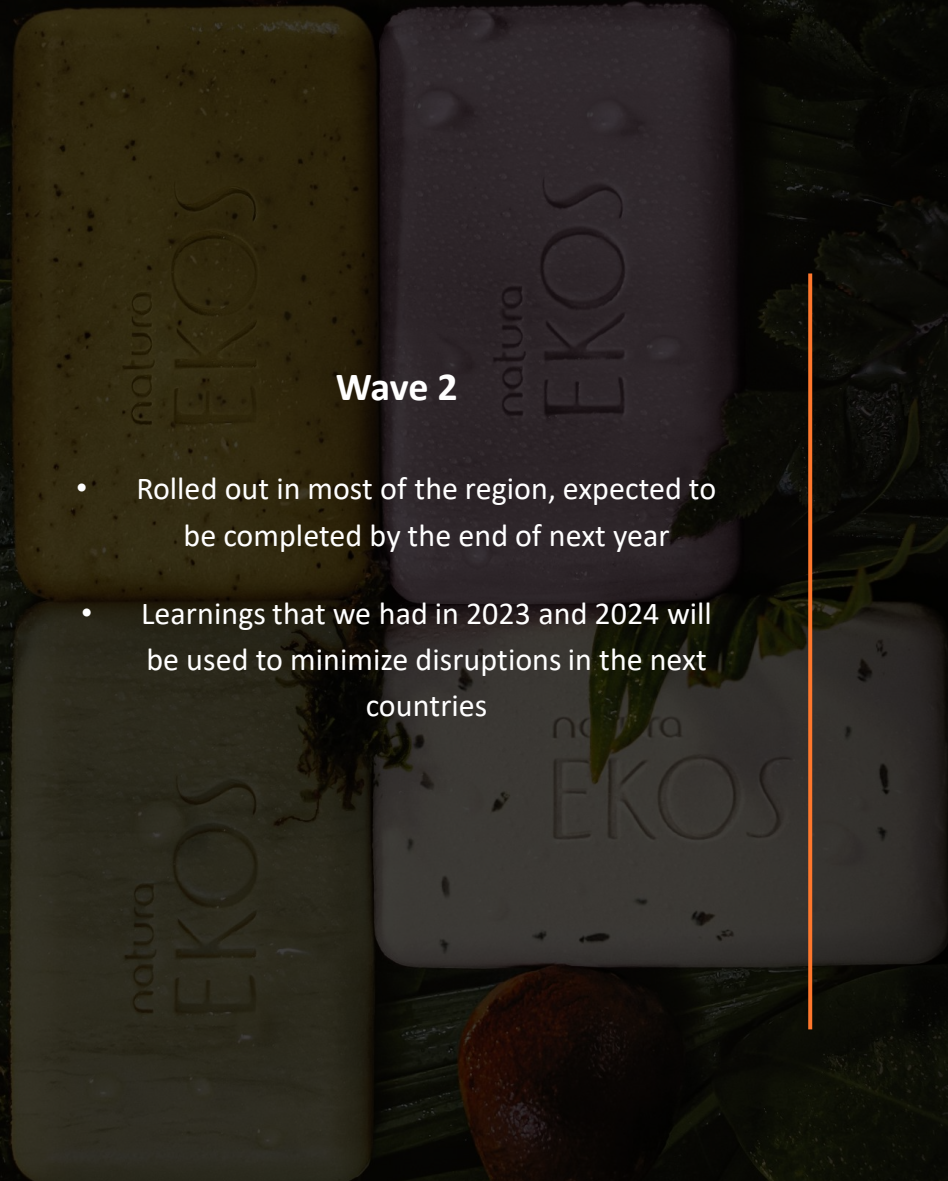 natura
EKOS
natura
EKOS
Wave 2
• Rolled out in most of the region, expected to
be completed by the end of next year
• Learnings that we had in 2023 and 2024 will
be used to minimize disruptions in the next
countries
natura
EKOS
natura
EKOS